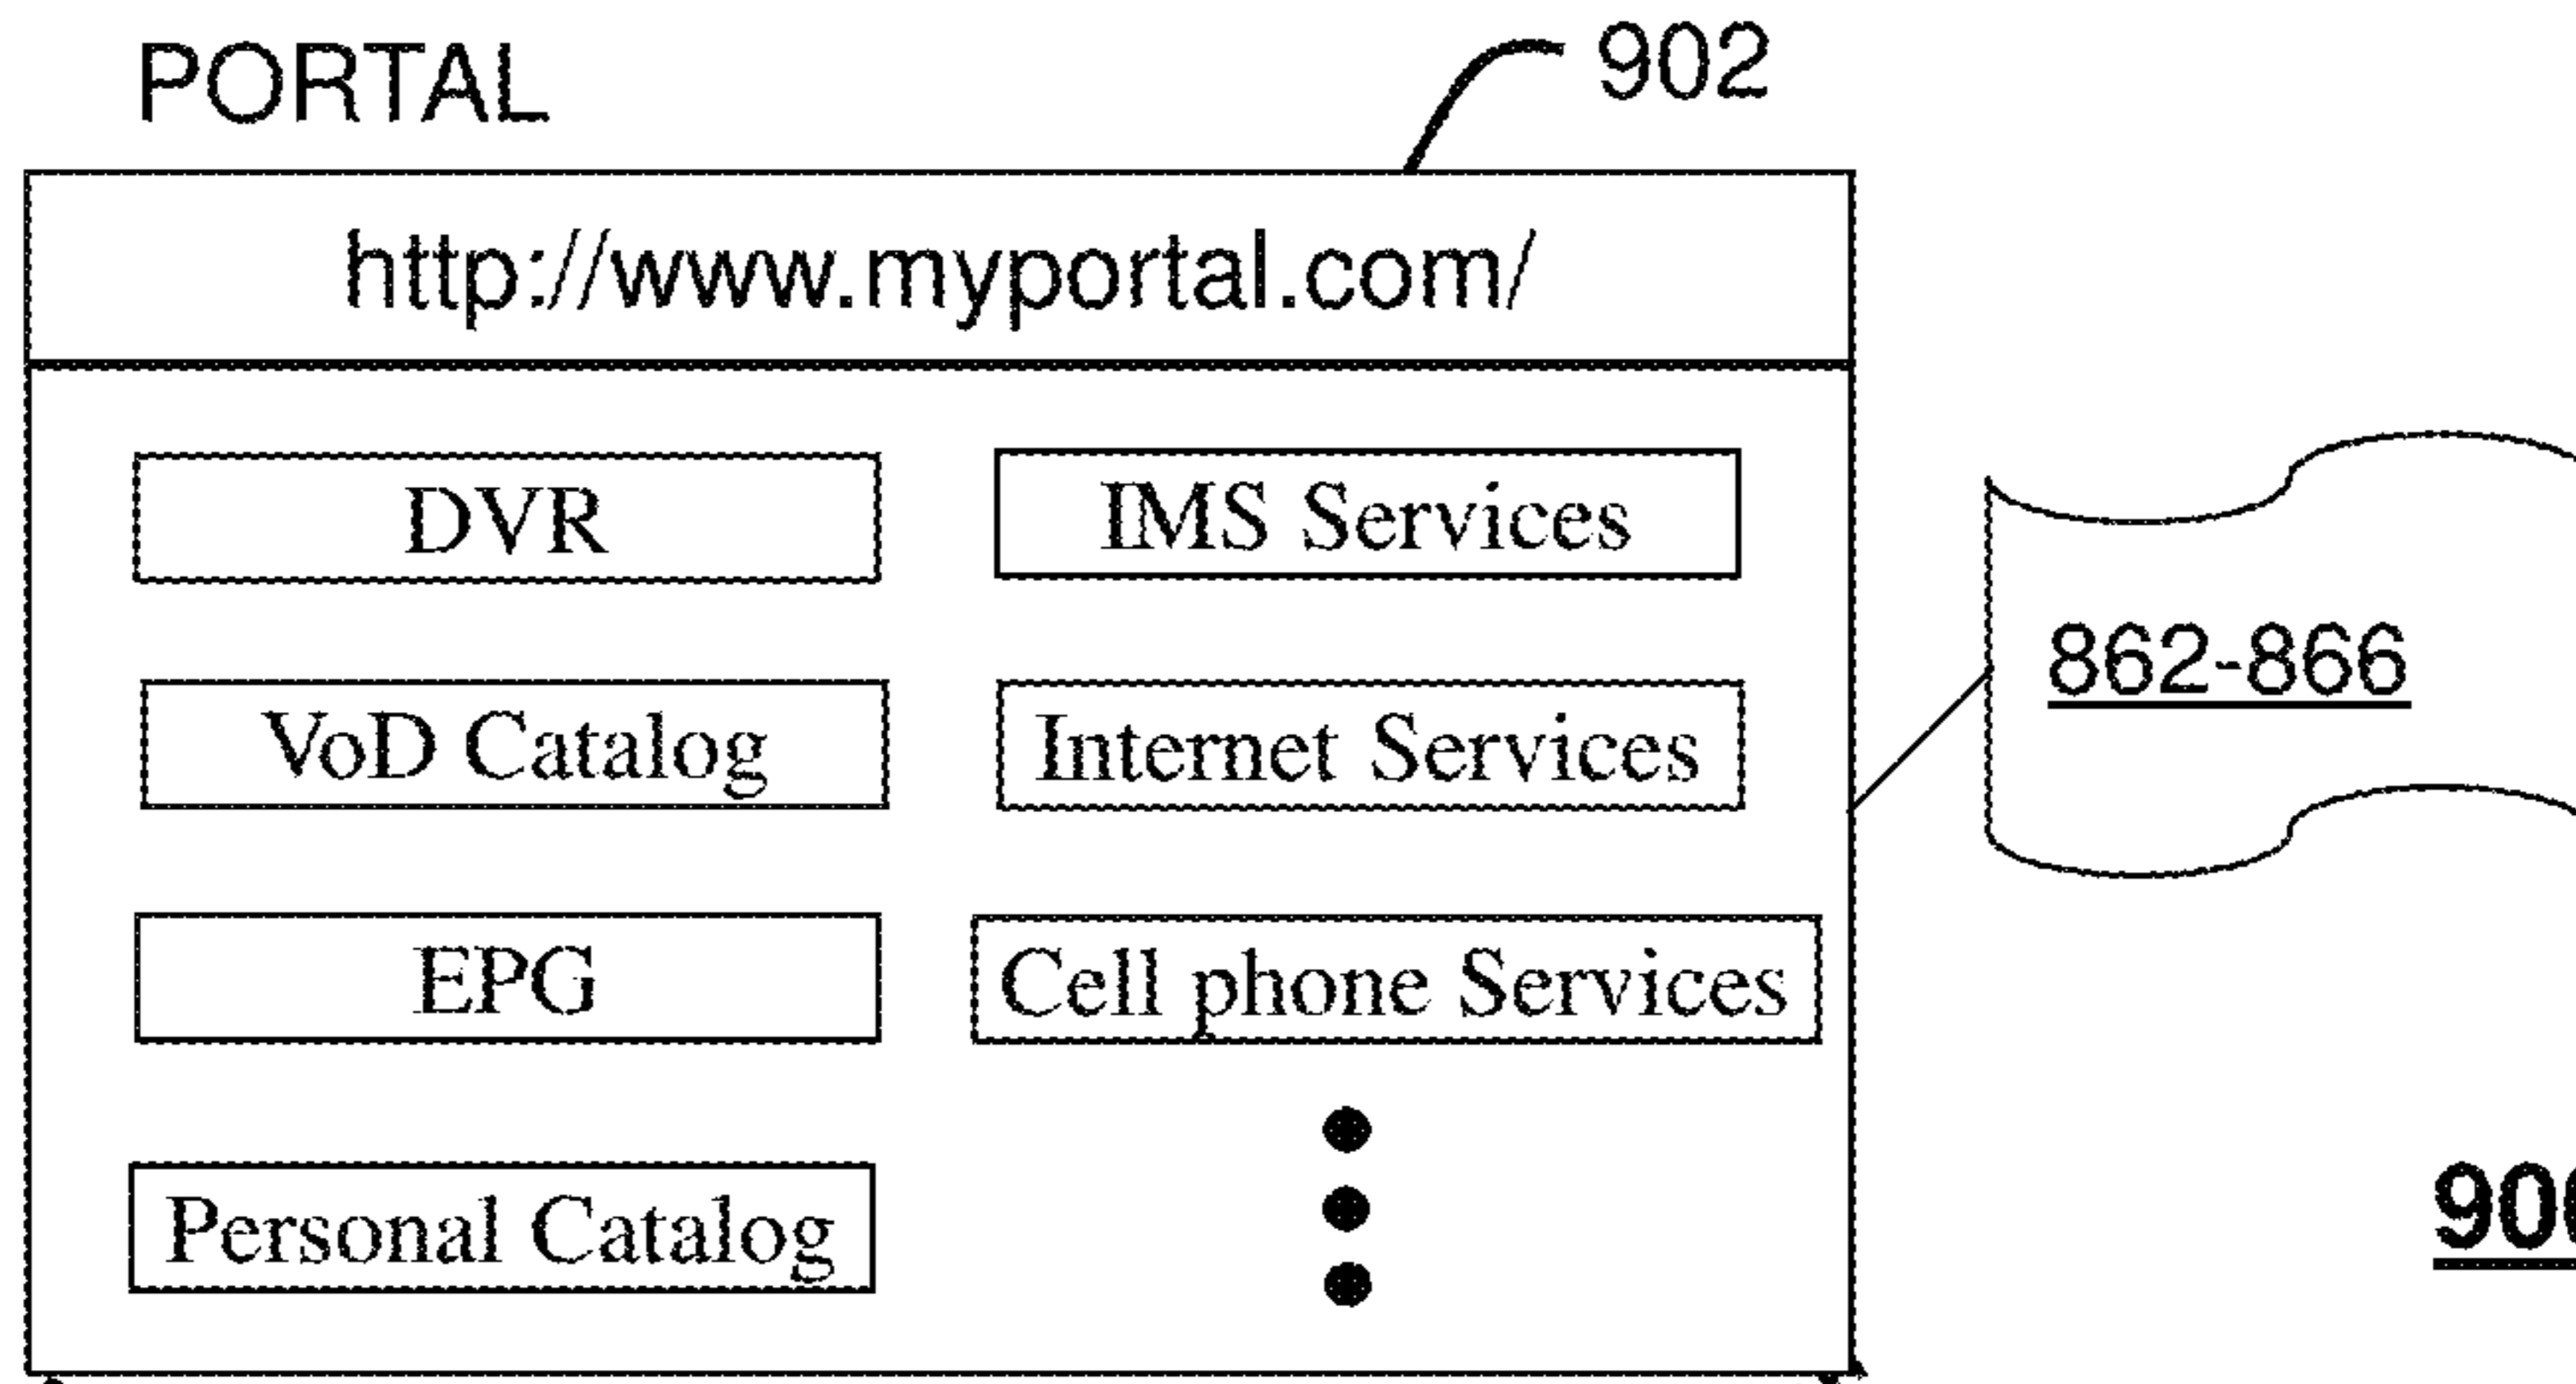 PORTAL
902
http://www.myportal.com/
DVR
IMS Services
VoD Catalog
Internet Services
862-866
EPG
Cell phone Services
Personal Catalog